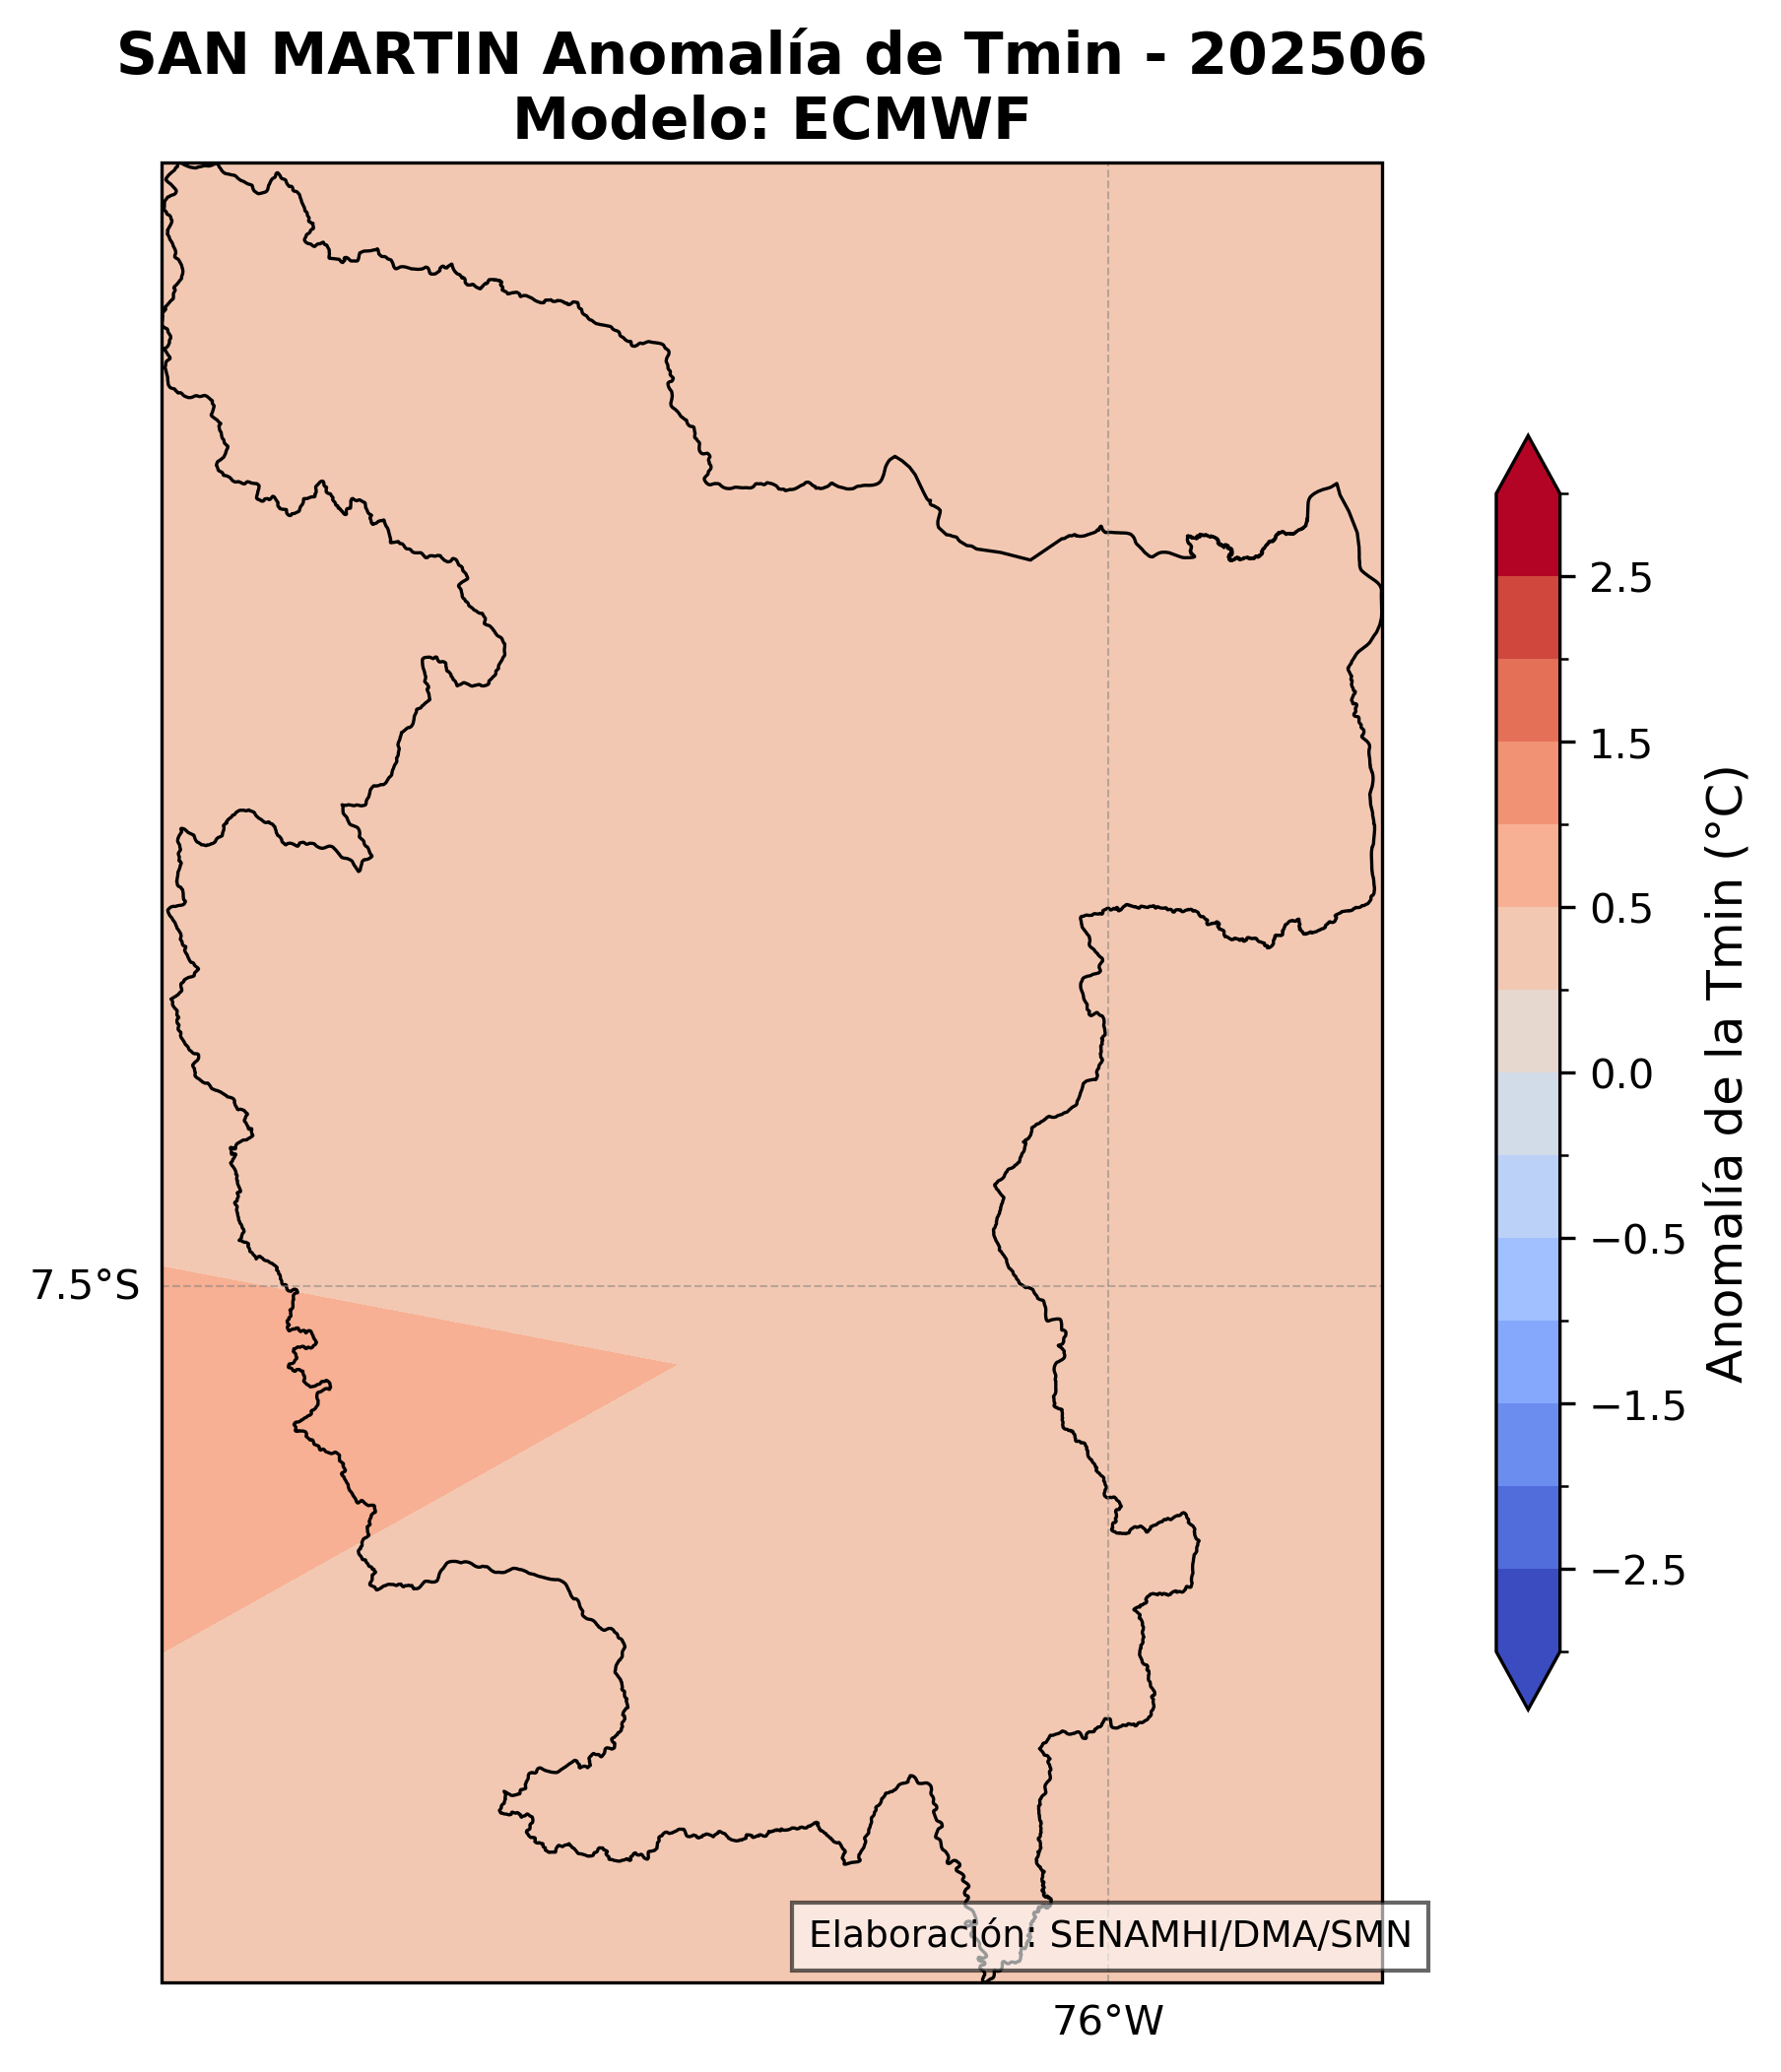 SAN MARTIN Anomalía de Tmin - 202506
Modelo: ECMWF
2.5
1.5
0.5
0.0
−0.5
−1.5
−2.5
Anomalía de la Tmin (°C)
7.5°S
Elaboración: SENAMHI/DMA/SMN
76°W